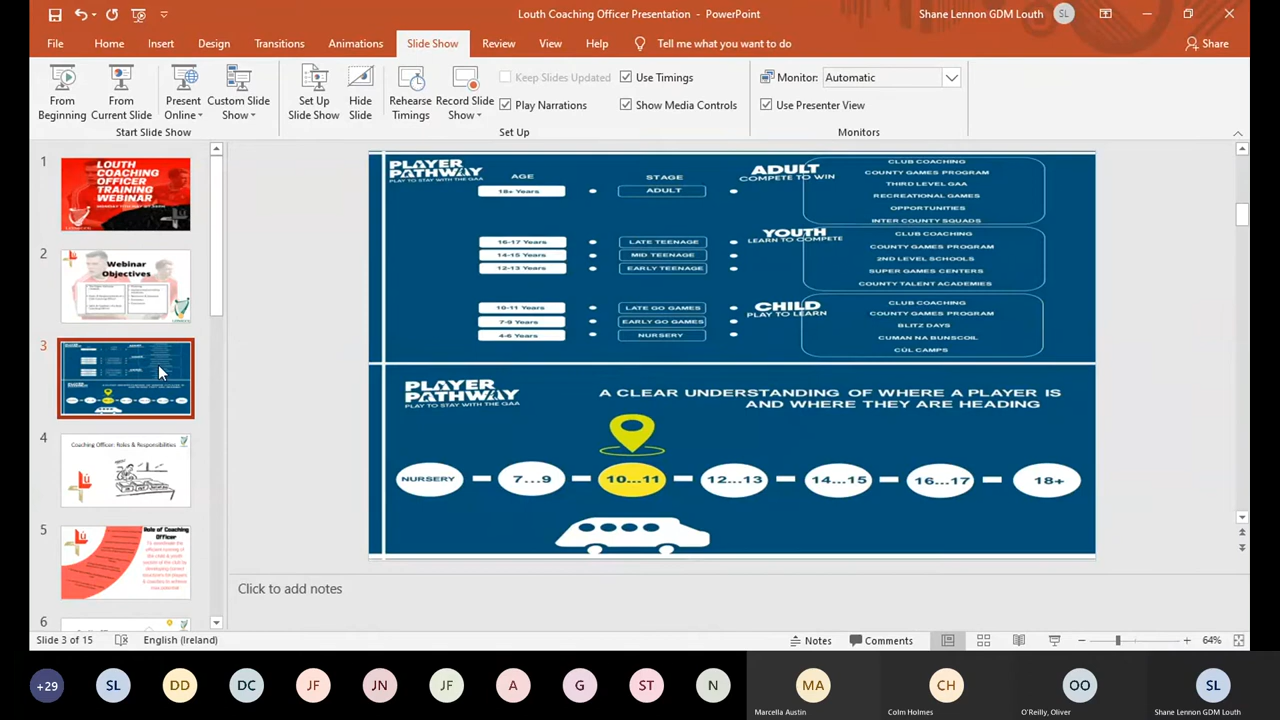 Louth Coaching Officer Presentation - PowerPoint
Shane Lennon GDM Louth
SL
File
Home
Insert
Design
Transitions
Animations
Slide Show
Review
View
Help
Tell me what you want to do
Share
From Beginning
From Current Slide
Present Online
Custom Slide Show
Start Slide Show
Set Up Slide Show
Hide Slide
Rehearse Timings
Record Slide Show
Keep Slides Updated
Play Narrations
Use Timings
Show Media Controls
Set Up
Monitor:
Automatic
Use Presenter View
Monitors
1
LOUTH
COACHING
OFFICER
TRAINING
WEBINAR
2
Webinar
Objectives
3
4
Coaching Officer: Roles & Responsibilities
5
Role of Coaching
Officer
6
PLAYER
PATHWAY
PLAY TO STAY WITH THE GAA
AGE
STAGE
18+ Years
ADULT
ADULT
COMPETE TO WIN
CLUB COACHING
COUNTY GAMES PROGRAM
THIRD LEVEL GAA
RECREATIONAL GAMES
OPPORTUNITIES
INTER COUNTY SQUADS
16-17 Years
LATE TEENAGE
14-15 Years
MID TEENAGE
12-13 Years
EARLY TEENAGE
YOUTH
LEARN TO COMPETE
CLUB COACHING
COUNTY GAMES PROGRAM
2ND LEVEL SCHOOLS
SUPER GAMES CENTERS
COUNTY TALENT ACADEMIES
10-11 Years
LATE GO GAMES
7-9 Years
EARLY GO GAMES
4-6 Years
NURSERY
CHILD
PLAY TO LEARN
CLUB COACHING
COUNTY GAMES PROGRAM
BLITZ DAYS
CUMAN NA BUNSCOIL
CÚL CAMPS
PLAYER
PATHWAY
PLAY TO STAY WITH THE GAA
A CLEAR UNDERSTANDING OF WHERE A PLAYER IS
AND WHERE THEY ARE HEADING
NURSERY
7...9
10...11
12...13
14...15
16...17
18+
Click to add notes
Slide 3 of 15
English (Ireland)
Notes
Comments
64%
+29
SL
DD
DC
JF
JN
JF
A
G
ST
N
MA
Marcella Austin
CH
Colm Holmes
OO
O'Reilly, Oliver
SL
Shane Lennon GDM Louth